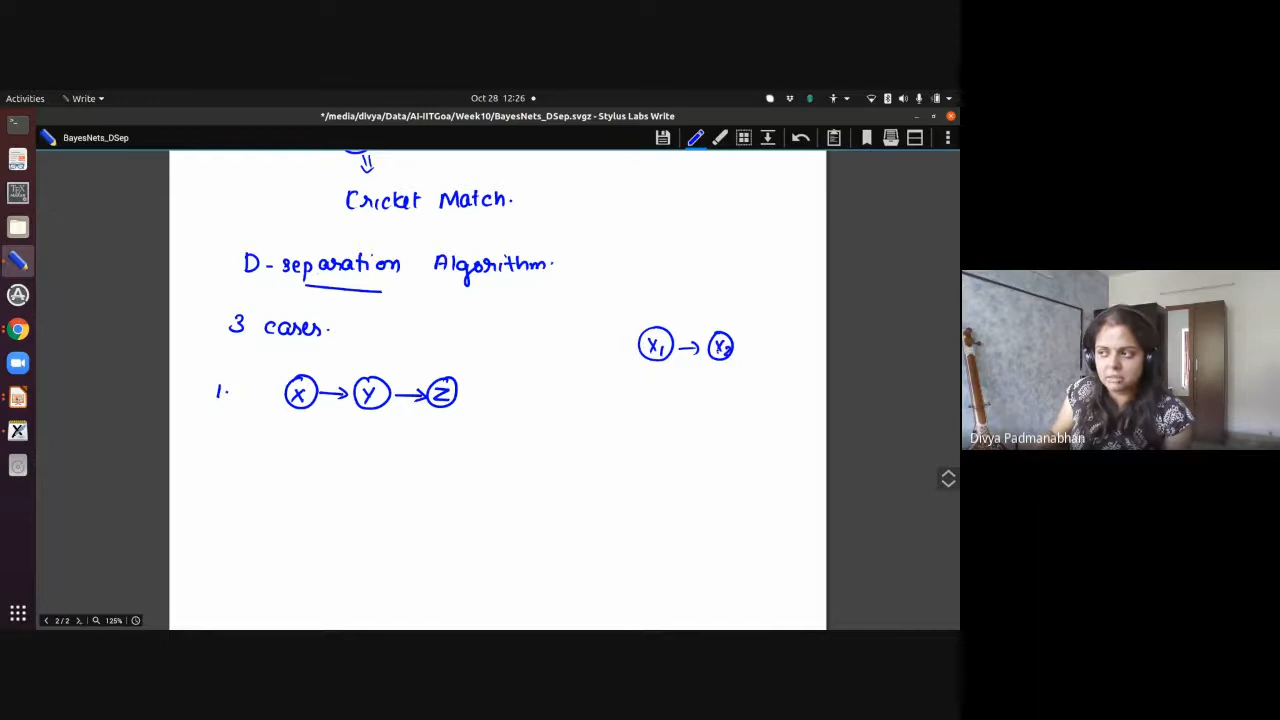 Activities Write Oct 28 12:26
*/media/divya/Data/AI-IITGoa/Week10/BayesNets_DSep.svgz - Stylus Labs Write
BayesNets_DSep
Cricket Match.
D-separation Algorithm.
3 cases.
X₁ → X₂
1. X → Y → Z
Divya Padmanabhan
2/2 125%